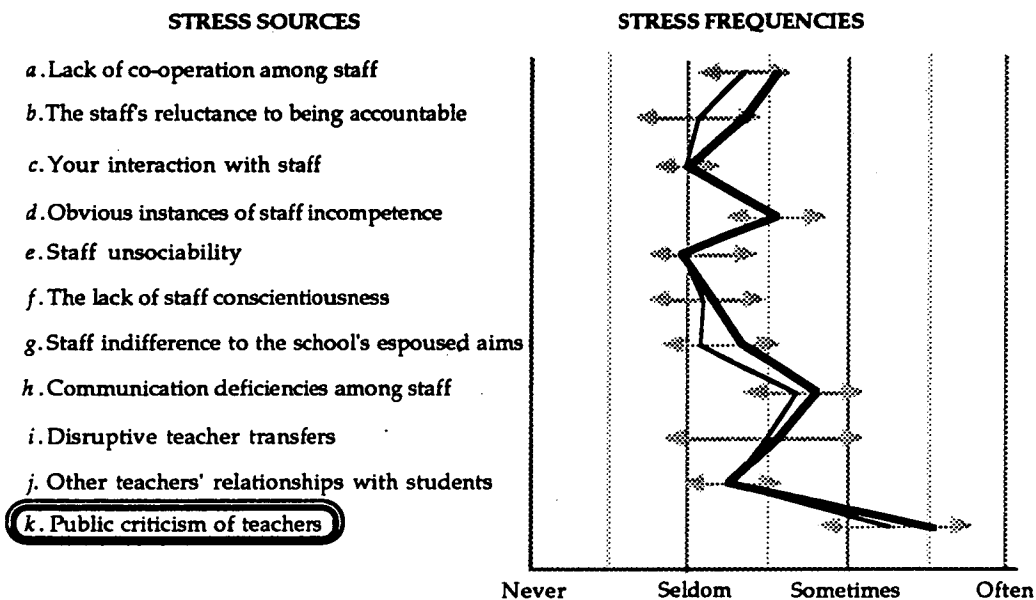 STRESS SOURCES STRESS FREQUENCIES
a. Lack of co-operation among staff
b. The staff's reluctance to being accountable
c. Your interaction with staff
d. Obvious instances of staff incompetence
e. Staff unsociability
f. The lack of staff conscientiousness
g. Staff indifference to the school's espoused aims
h. Communication deficiencies among staff
i. Disruptive teacher transfers
j. Other teachers' relationships with students
k. Public criticism of teachers
Never Seldom Sometimes Often